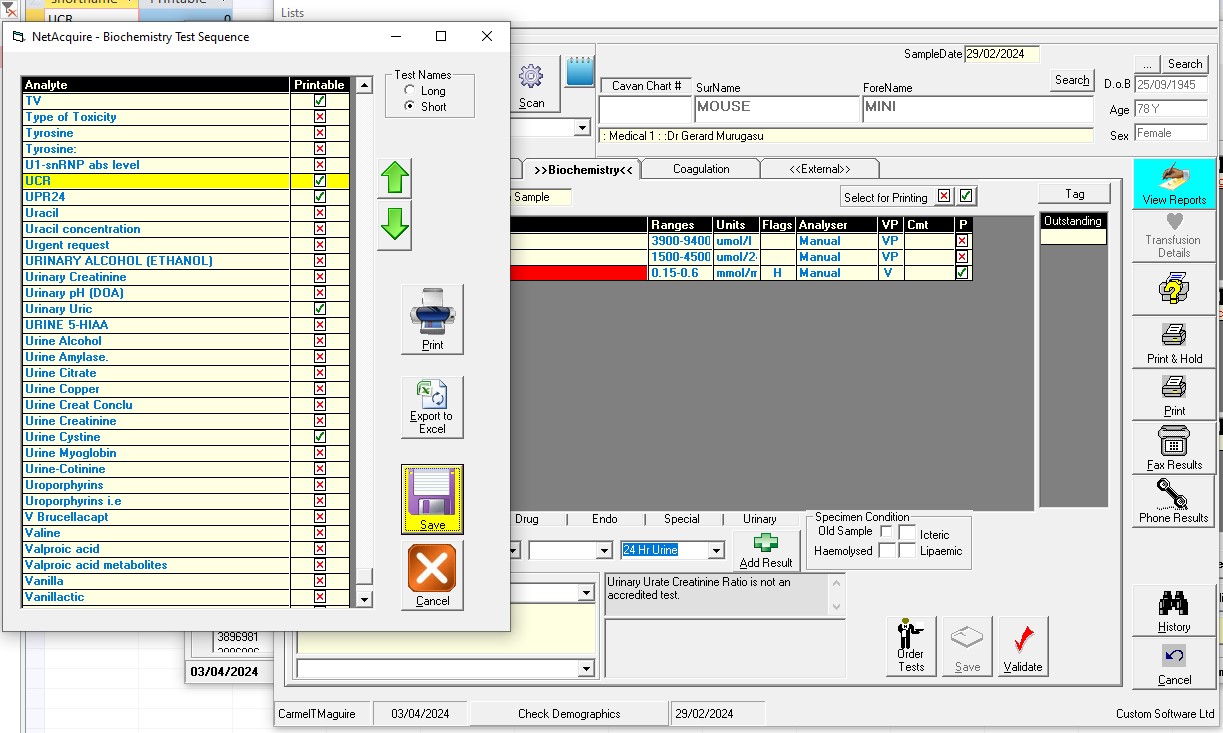 shortname
Printable
UCR
0
Lists
NetAcquire - Biochemistry Test Sequence
Analyte Printable
TV
Type of Toxicity
Tyrosine
Tyrosine:
U1-snRNP abs level
UCR
UPR24
Uracil
Uracil concentration
Urgent request
URINARY ALCOHOL (ETHANOL)
Urinary Creatinine
Urinary pH (DOA)
Urinary Uric
URINE 5-HIAA
Urine Alcohol
Urine Amylase.
Urine Citrate
Urine Copper
Urine Creat Conclu
Urine Creatinine
Urine Cystine
Urine Myoglobin
Urine-Cotinine
Uroporphyrins
Uroporphyrins i.e
V Brucellacapt
Valine
Valproic acid
Valproic acid metabolites
Vanilla
Vanillactic
Test Names
Long
Short
Print
Export to
Excel
Save
Cancel
Scan
SampleDate 29/02/2024
... Search
Cavan Chart # SurName ForeName Search
D.o.B 25/09/1945
MOUSE MINI
Age 78 Y
: Medical 1 : :Dr Gerard Murugasu
Sex Female
>>Biochemistry<< Coagulation <<External>>
Sample
Select for Printing
Tag
Ranges Units Flags Analyser VP Cmt P
3900-9400 umol/l Manual VP
1500-4500 umol/2 Manual VP
0.15-0.6 mmol/m H Manual V
Outstanding
View Reports
Transfusion
Details
Print & Hold
Print
Fax Results
Phone Results
History
Cancel
Drug | Endo | Special | Urinary
24 Hr Urine
Add Result
Specimen Condition
Old Sample Icteric
Haemolysed Lipaemic
Urinary Urate Creatinine Ratio is not an
accredited test.
Order
Tests
Save
Validate
3896981
03/04/2024
CarmelTMaguire 03/04/2024 Check Demographics 29/02/2024 Custom Software Ltd